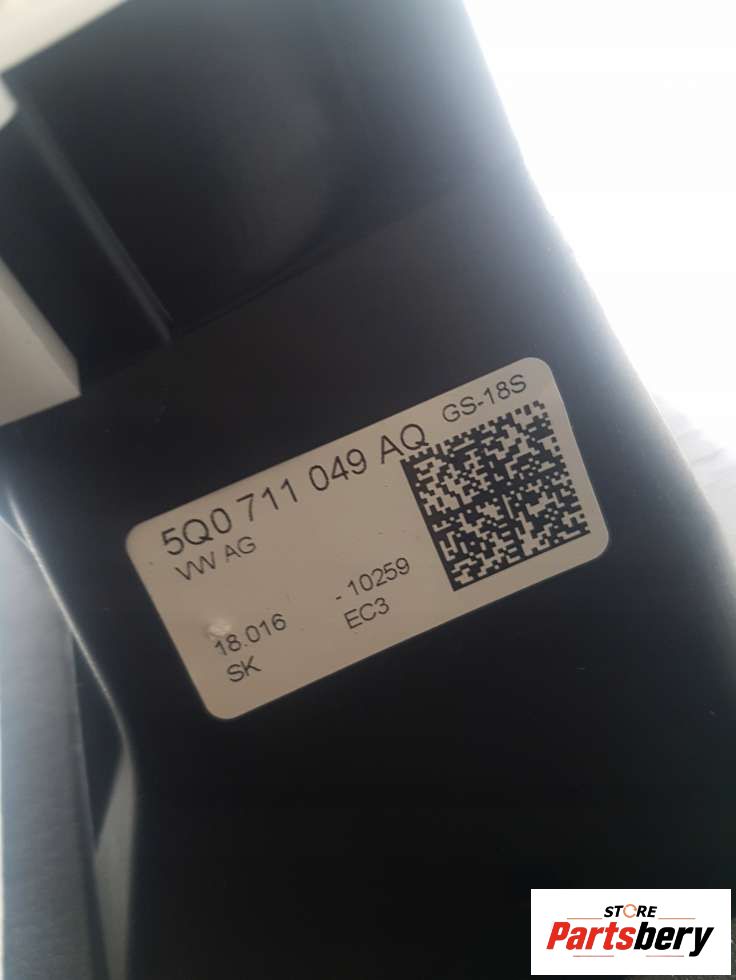 GS-18S
5Q0 711 049 AQ
VW AG
18.016 - 10259
SK EC3
STORE
Partsbery